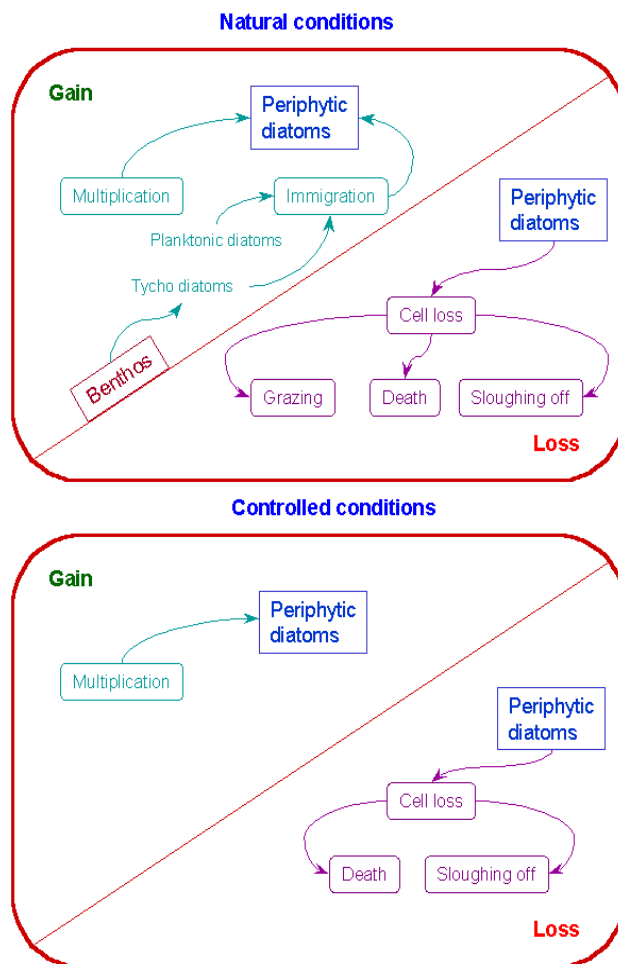 Natural conditions
Gain
Periphytic
diatoms
Multiplication
Immigration
Planktonic diatoms
Tycho diatoms
Benthos
Periphytic
diatoms
Cell loss
Grazing
Death
Sloughing off
Loss
Controlled conditions
Gain
Periphytic
diatoms
Multiplication
Periphytic
diatoms
Cell loss
Death
Sloughing off
Loss